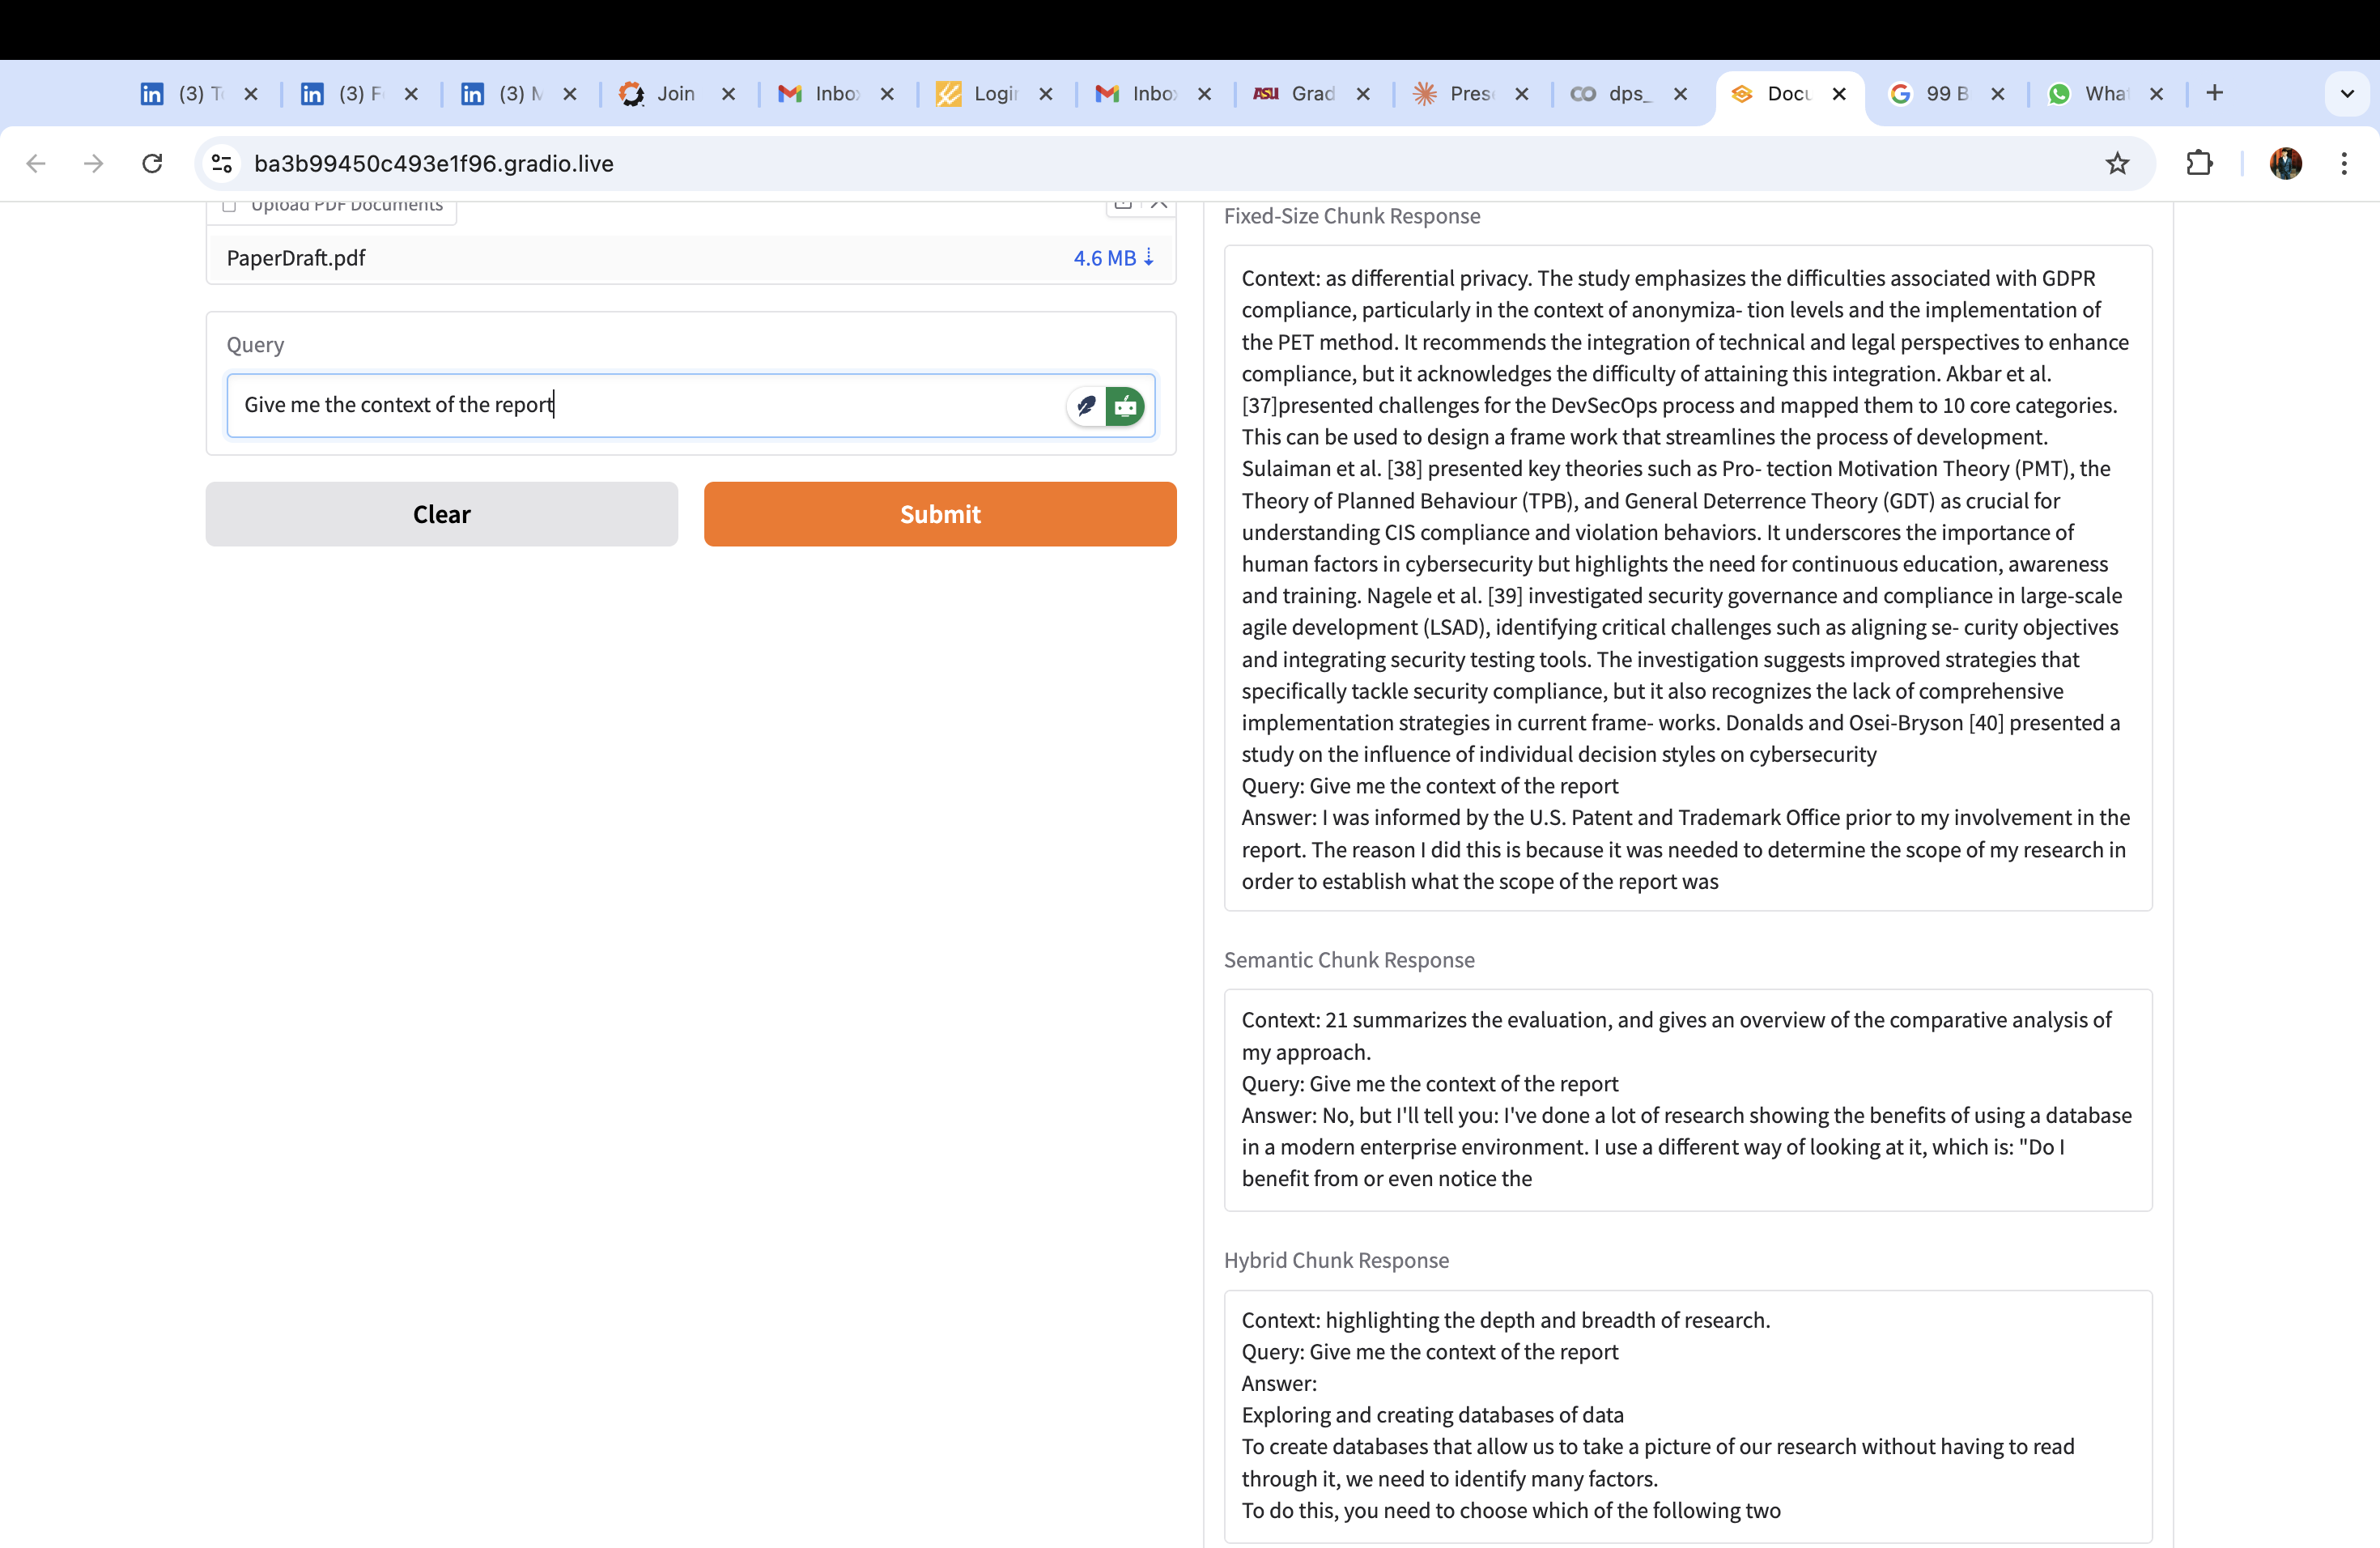 (3) T
(3) F
(3) M
Join
Inbo
Logi
Inbo
ASU Grad
Pres
dps_
Docu
99 B
What
ba3b99450c493e1f96.gradio.live
Upload PDF Documents
PaperDraft.pdf
4.6 MB
Query
Give me the context of the report
Clear
Submit
Fixed-Size Chunk Response
Context: as differential privacy. The study emphasizes the difficulties associated with GDPR
compliance, particularly in the context of anonymiza- tion levels and the implementation of
the PET method. It recommends the integration of technical and legal perspectives to enhance
compliance, but it acknowledges the difficulty of attaining this integration. Akbar et al.
[37]presented challenges for the DevSecOps process and mapped them to 10 core categories.
This can be used to design a frame work that streamlines the process of development.
Sulaiman et al. [38] presented key theories such as Pro- tection Motivation Theory (PMT), the
Theory of Planned Behaviour (TPB), and General Deterrence Theory (GDT) as crucial for
understanding CIS compliance and violation behaviors. It underscores the importance of
human factors in cybersecurity but highlights the need for continuous education, awareness
and training. Nagele et al. [39] investigated security governance and compliance in large-scale
agile development (LSAD), identifying critical challenges such as aligning se- curity objectives
and integrating security testing tools. The investigation suggests improved strategies that
specifically tackle security compliance, but it also recognizes the lack of comprehensive
implementation strategies in current frame- works. Donalds and Osei-Bryson [40] presented a
study on the influence of individual decision styles on cybersecurity
Query: Give me the context of the report
Answer: I was informed by the U.S. Patent and Trademark Office prior to my involvement in the
report. The reason I did this is because it was needed to determine the scope of my research in
order to establish what the scope of the report was
Semantic Chunk Response
Context: 21 summarizes the evaluation, and gives an overview of the comparative analysis of
my approach.
Query: Give me the context of the report
Answer: No, but I'll tell you: I've done a lot of research showing the benefits of using a database
in a modern enterprise environment. I use a different way of looking at it, which is: "Do I
benefit from or even notice the
Hybrid Chunk Response
Context: highlighting the depth and breadth of research.
Query: Give me the context of the report
Answer:
Exploring and creating databases of data
To create databases that allow us to take a picture of our research without having to read
through it, we need to identify many factors.
To do this, you need to choose which of the following two